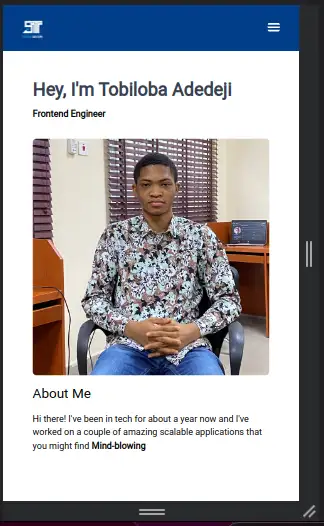 Hey, I'm Tobiloba Adedeji
Frontend Engineer
About Me
Hi there! I've been in tech for about a year now and I've
worked on a couple of amazing scalable applications that
you might find Mind-blowing